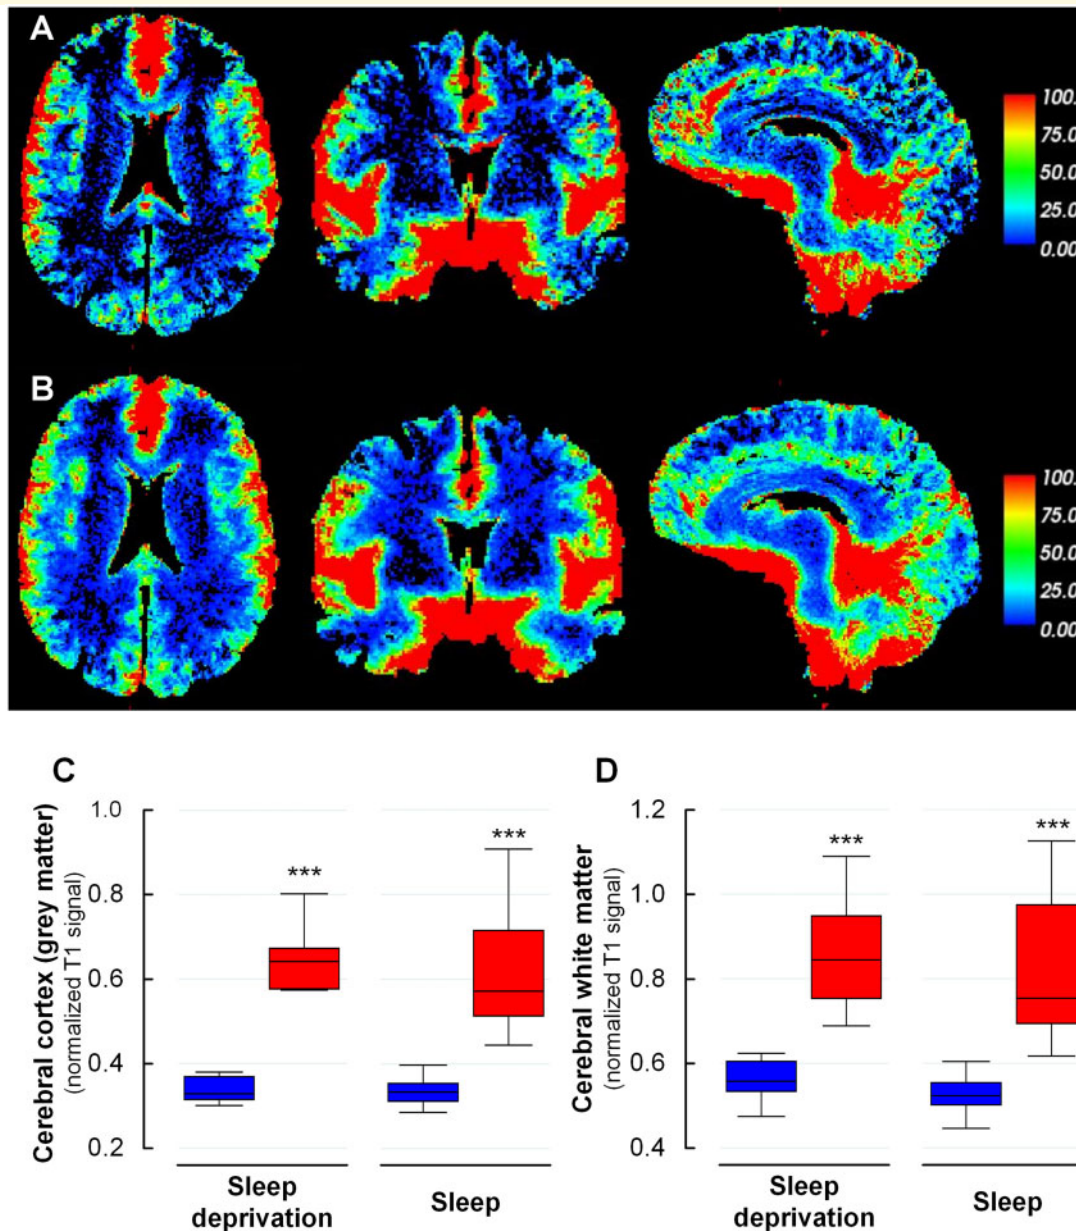 A
100.
75.0
50.0
25.0
0.00
B
100.
75.0
50.0
25.0
0.00
C
Cerebral cortex (grey matter)
(normalized T1 signal)
1.0
0.8
0.6
0.4
0.2
***
***
Sleep
deprivation
Sleep
D
Cerebral white matter
(normalized T1 signal)
1.2
1.0
0.8
0.6
0.4
***
***
Sleep
deprivation
Sleep